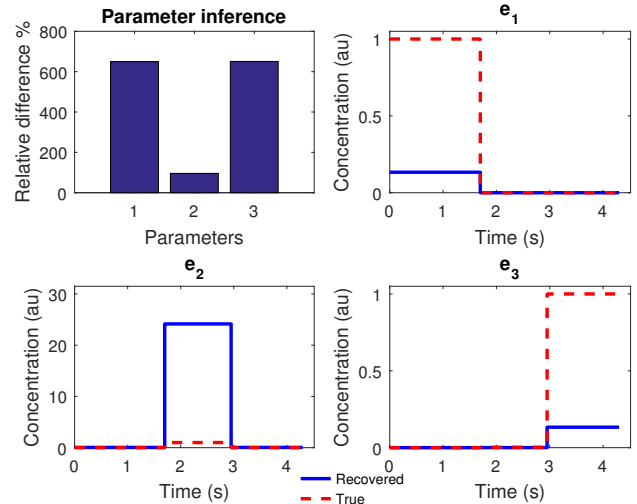 Parameter inference
Relative difference %
800
600
400
200
0
1 2 3
Parameters
e1
Concentration (au)
1
0.5
0
0 1 2 3 4
Time (s)
e2
Concentration (au)
30
20
10
0
0 1 2 3 4
Time (s)
e3
Concentration (au)
1
0.5
0
0 1 2 3 4
Time (s)
Recovered
True